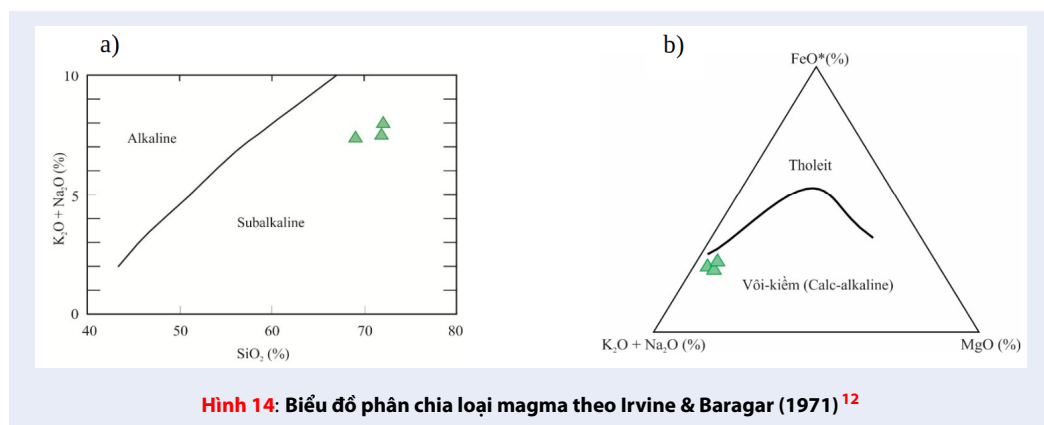 a)
10
5
0
K₂O + Na₂O (%)
Alkaline
Subalkaline
40
50
60
70
80
SiO₂ (%)
b)
FeO*(%)
Tholeit
Vôi-kiềm (Calc-alkaline)
K₂O + Na₂O (%)
MgO (%)
Hình 14: Biểu đồ phân chia loại magma theo Irvine & Baragar (1971) ¹²